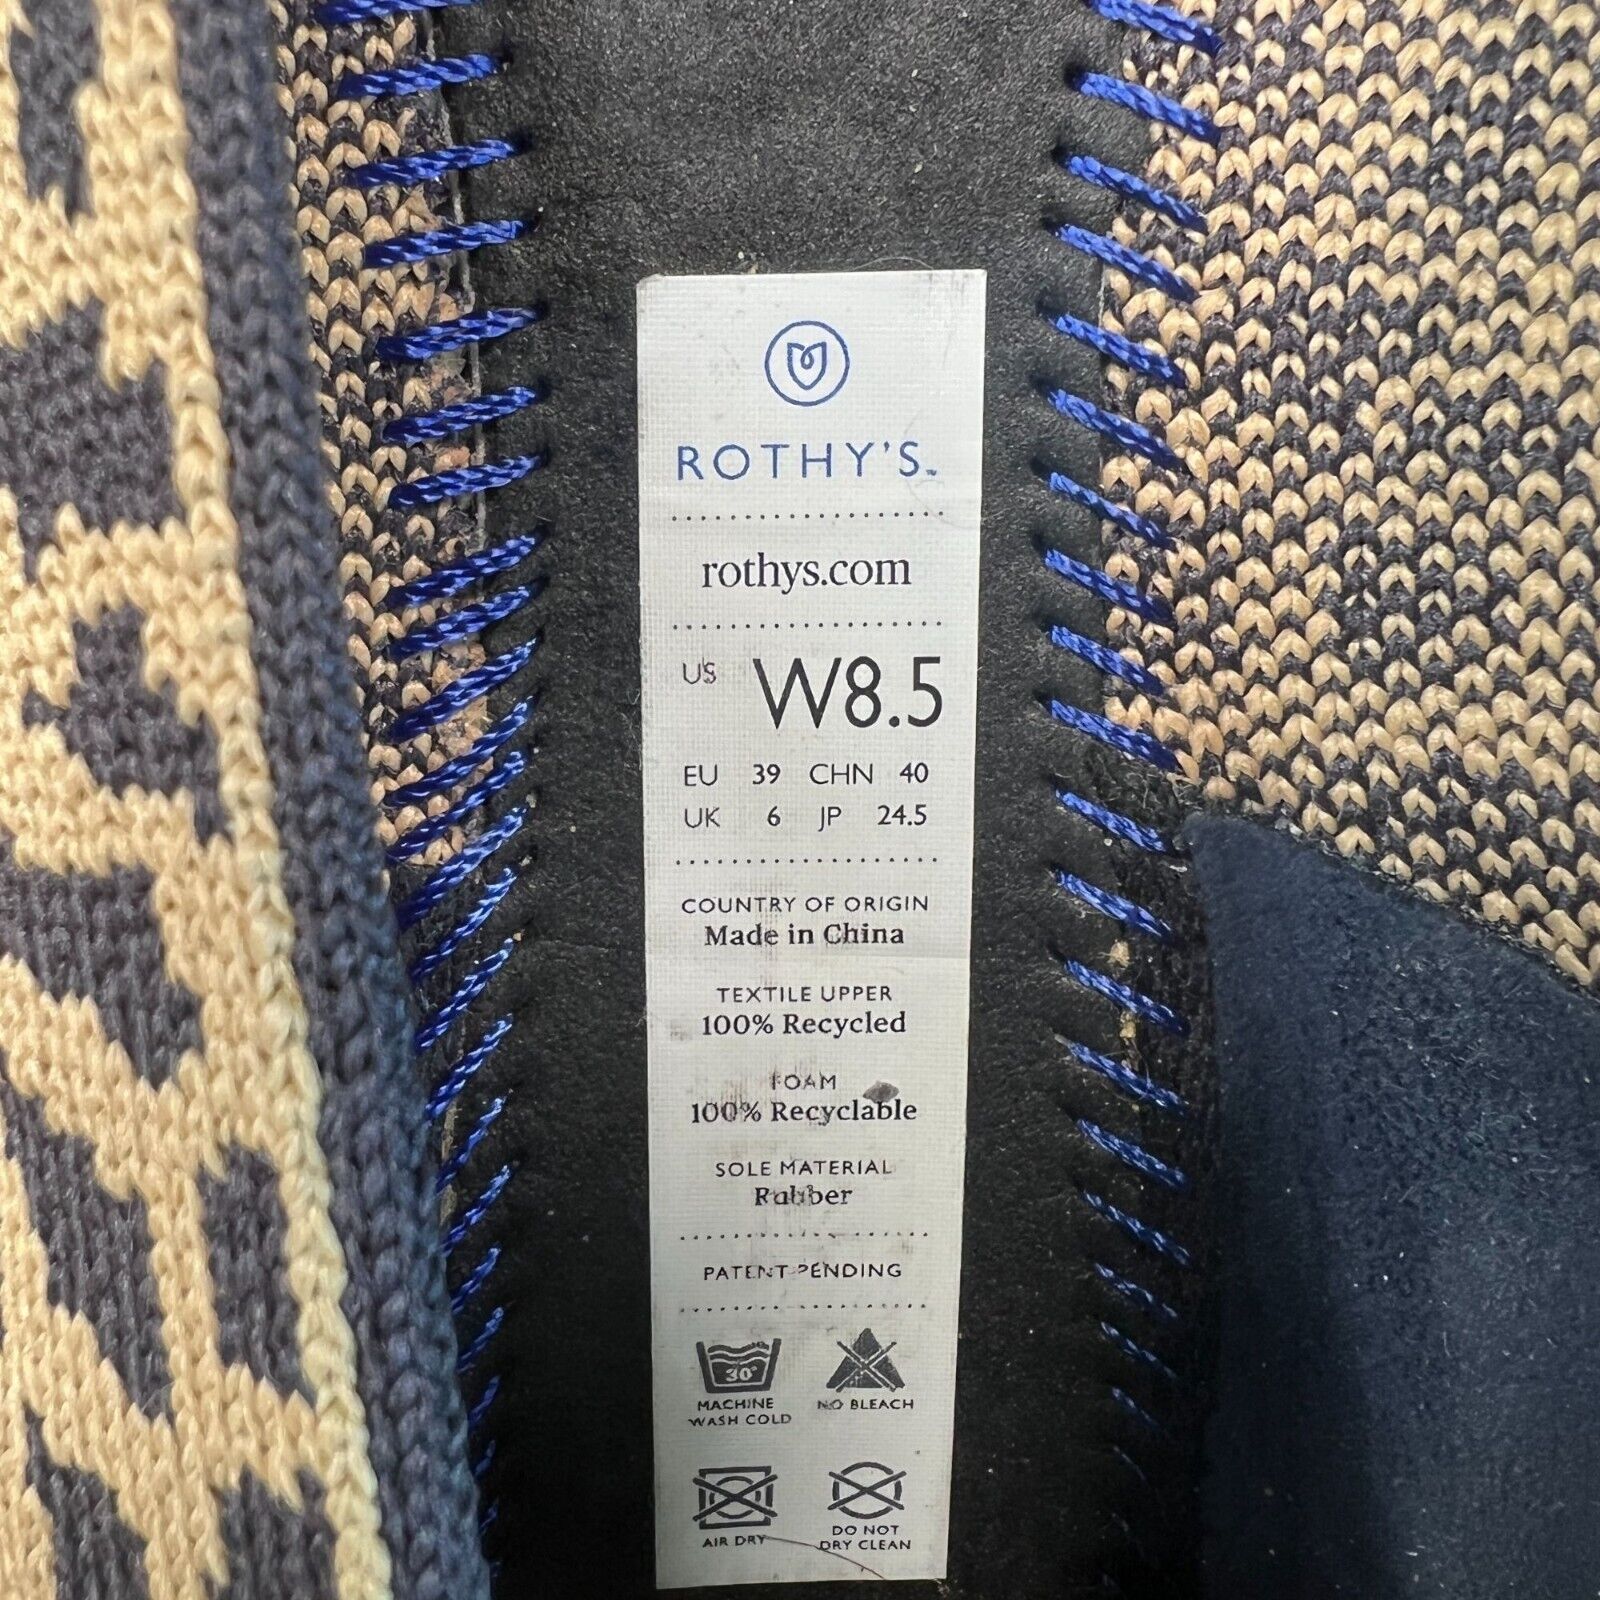 ROTHY'S™
rothys.com
US W8.5
EU 39 CHN 40
UK 6 JP 24.5
COUNTRY OF ORIGIN
Made in China
TEXTILE UPPER
100% Recycled
FOAM
100% Recyclable
SOLE MATERIAL
Rubber
PATENT PENDING
30°
MACHINE
WASH COLD
NO BLEACH
AIR DRY
DO NOT
DRY CLEAN